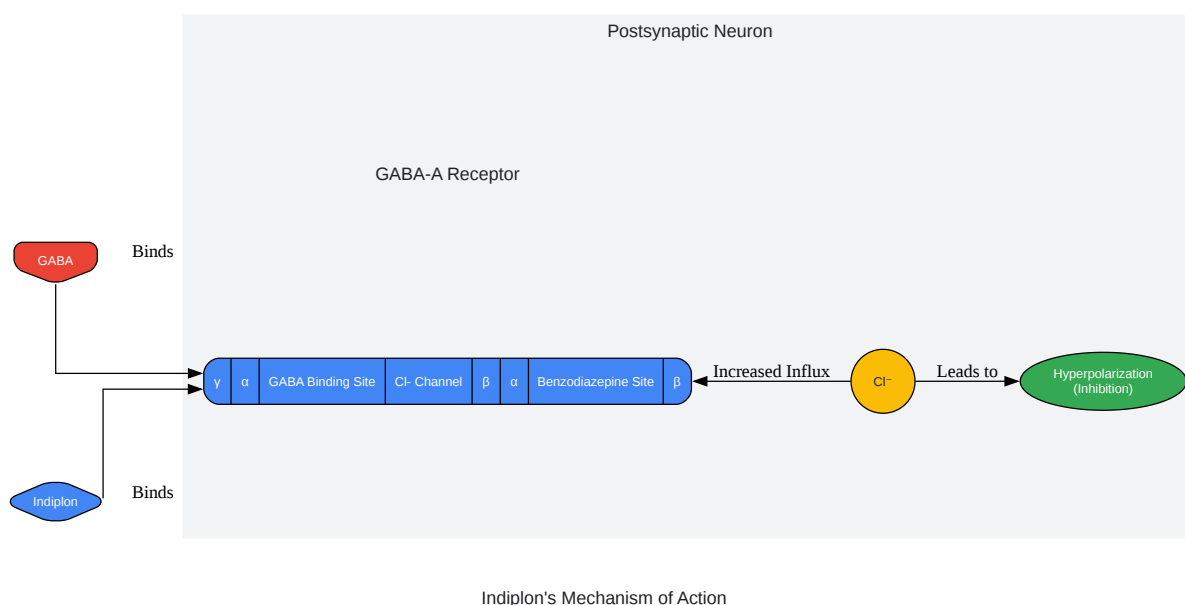 Postsynaptic Neuron
GABA-A Receptor
GABA
Binds
γ
α
GABA Binding Site
Cl- Channel
β
α
Benzodiazepine Site
β
Increased Influx
Cl⁻
Leads to
Hyperpolarization
(Inhibition)
Indiplon
Binds
Indiplon's Mechanism of Action